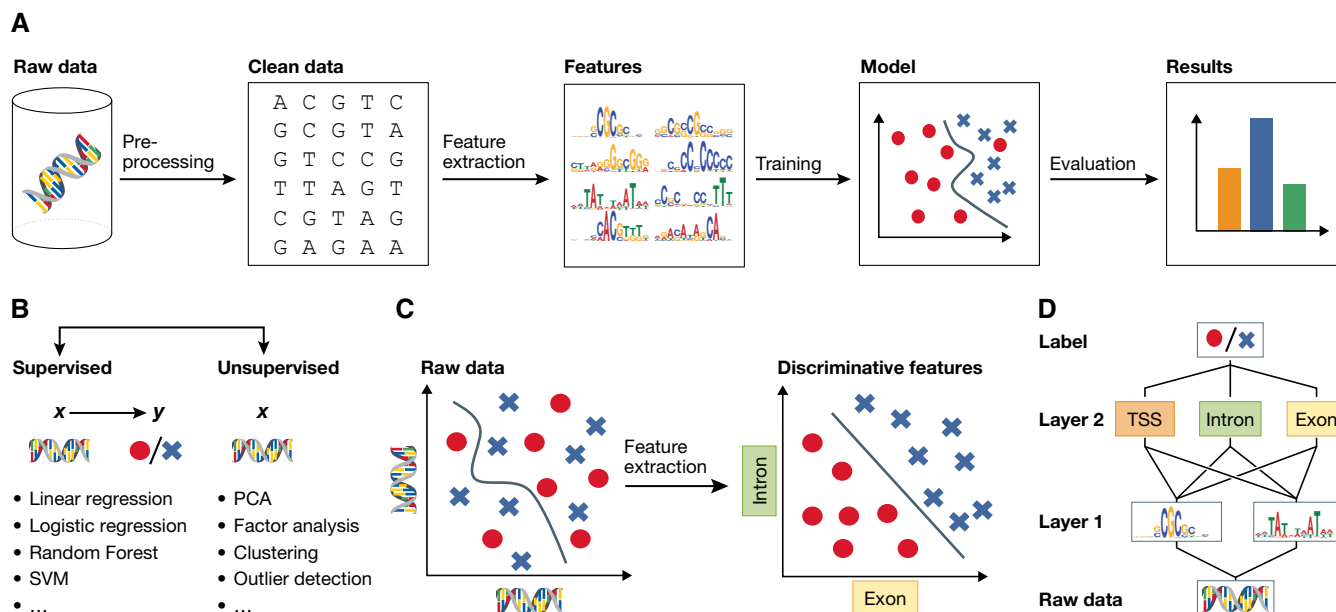 A
Raw data
Clean data
Features
Model
Results
Pre-
processing
A C G T C
G C G T A
G T C C G
T T A G T
C G T A G
G A G A A
Feature
extraction
Training
Evaluation
B
Supervised
Unsupervised
x
y
x
/
• Linear regression
• Logistic regression
• Random Forest
• SVM
• ...
• PCA
• Factor analysis
• Clustering
• Outlier detection
• ...
C
Raw data
Feature
extraction
Discriminative features
Intron
Exon
D
Label
/
Layer 2
TSS
Intron
Exon
Layer 1
Raw data